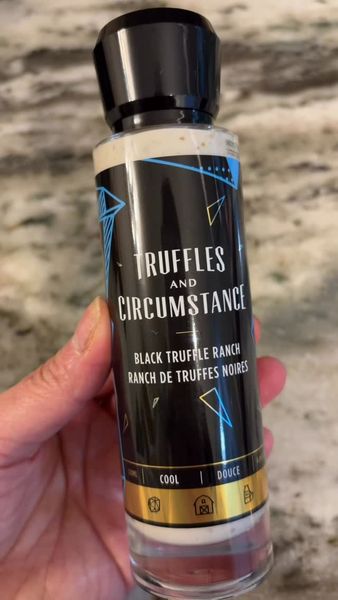 TRUFFLES
AND
CIRCUMSTANCE
BLACK TRUFFLE RANCH
RANCH DE TRUFFES NOIRES
COOL | DOUCE